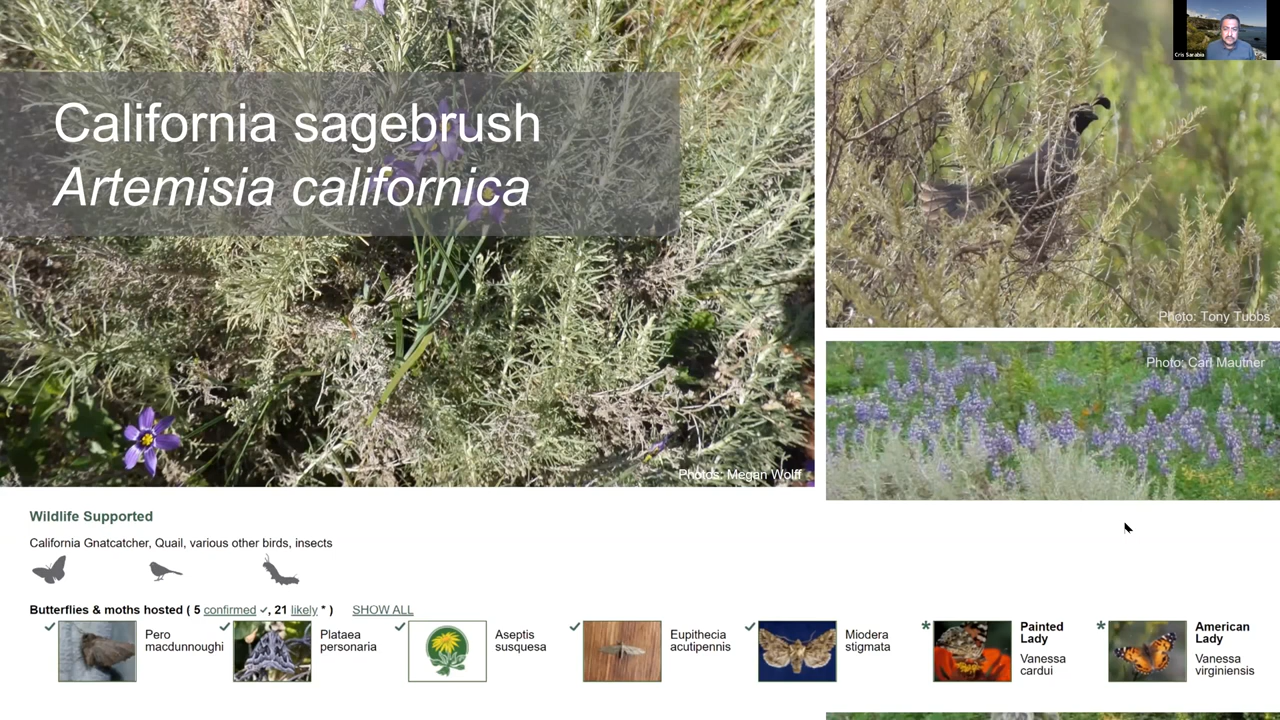 California sagebrush
Artemisia californica
Photos: Megan Wolff
Photo: Tony Tubbs
Photo: Carl Mautner
Cris Sarabia
Wildlife Supported
California Gnatcatcher, Quail, various other birds, insects
Butterflies & moths hosted ( 5 confirmed ✓, 21 likely * ) SHOW ALL
Pero
macdunnoughi
Plataea
personaria
Aseptis
susquesa
Eupithecia
acutipennis
Miodera
stigmata
Painted
Lady
Vanessa
cardui
American
Lady
Vanessa
virginiensis